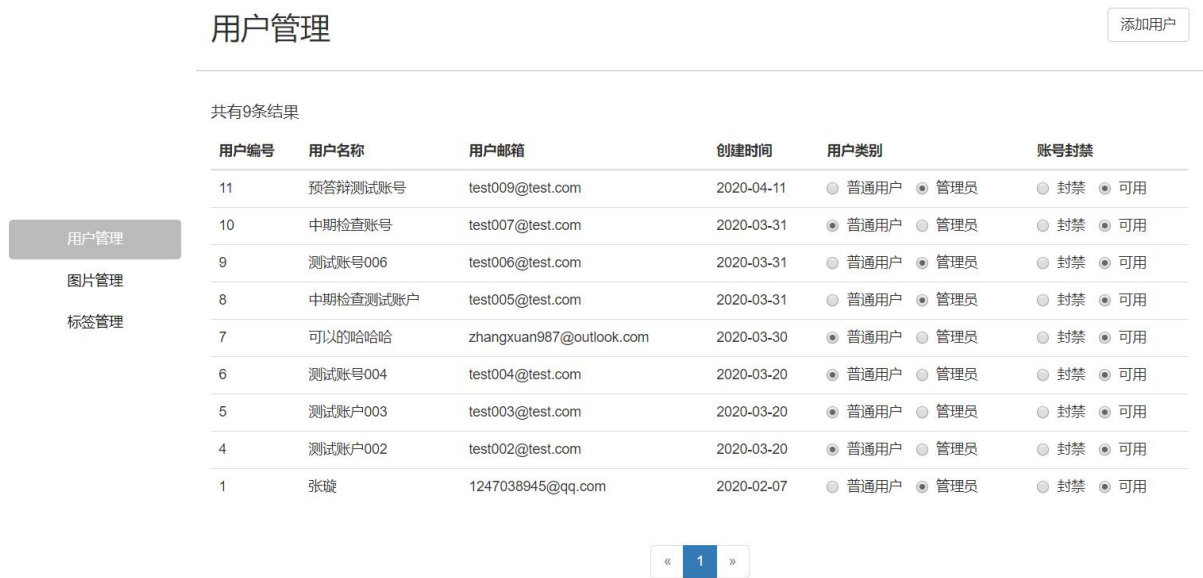 用户管理
添加用户
用户管理
图片管理
标签管理
共有9条结果
用户编号 用户名称 用户邮箱 创建时间 用户类别 账号封禁
11 预答辩测试账号 test009@test.com 2020-04-11 普通用户 管理员 封禁 可用
10 中期检查账号 test007@test.com 2020-03-31 普通用户 管理员 封禁 可用
9 测试账号006 test006@test.com 2020-03-31 普通用户 管理员 封禁 可用
8 中期检查测试账户 test005@test.com 2020-03-31 普通用户 管理员 封禁 可用
7 可以的哈哈哈 zhangxuan987@outlook.com 2020-03-30 普通用户 管理员 封禁 可用
6 测试账号004 test004@test.com 2020-03-20 普通用户 管理员 封禁 可用
5 测试账户003 test003@test.com 2020-03-20 普通用户 管理员 封禁 可用
4 测试账户002 test002@test.com 2020-03-20 普通用户 管理员 封禁 可用
1 张璇 1247038945@qq.com 2020-02-07 普通用户 管理员 封禁 可用
« 1 »